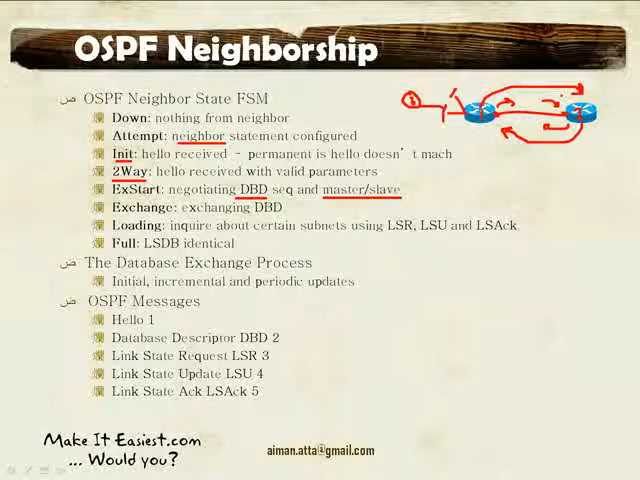 OSPF Neighborship
ص OSPF Neighbor State FSM
Down: nothing from neighbor
Attempt: neighbor statement configured
Init: hello received - permanent is hello doesn't mach
2Way: hello received with valid parameters
ExStart: negotiating DBD seq and master/slave
Exchange: exchanging DBD
Loading: inquire about certain subnets using LSR, LSU and LSAck
Full: LSDB identical
ص The Database Exchange Process
Initial, incremental and periodic updates
ص OSPF Messages
Hello 1
Database Descriptor DBD 2
Link State Request LSR 3
Link State Update LSU 4
Link State Ack LSAck 5
Make It Easiest.com
... Would you?
aiman.atta@gmail.com